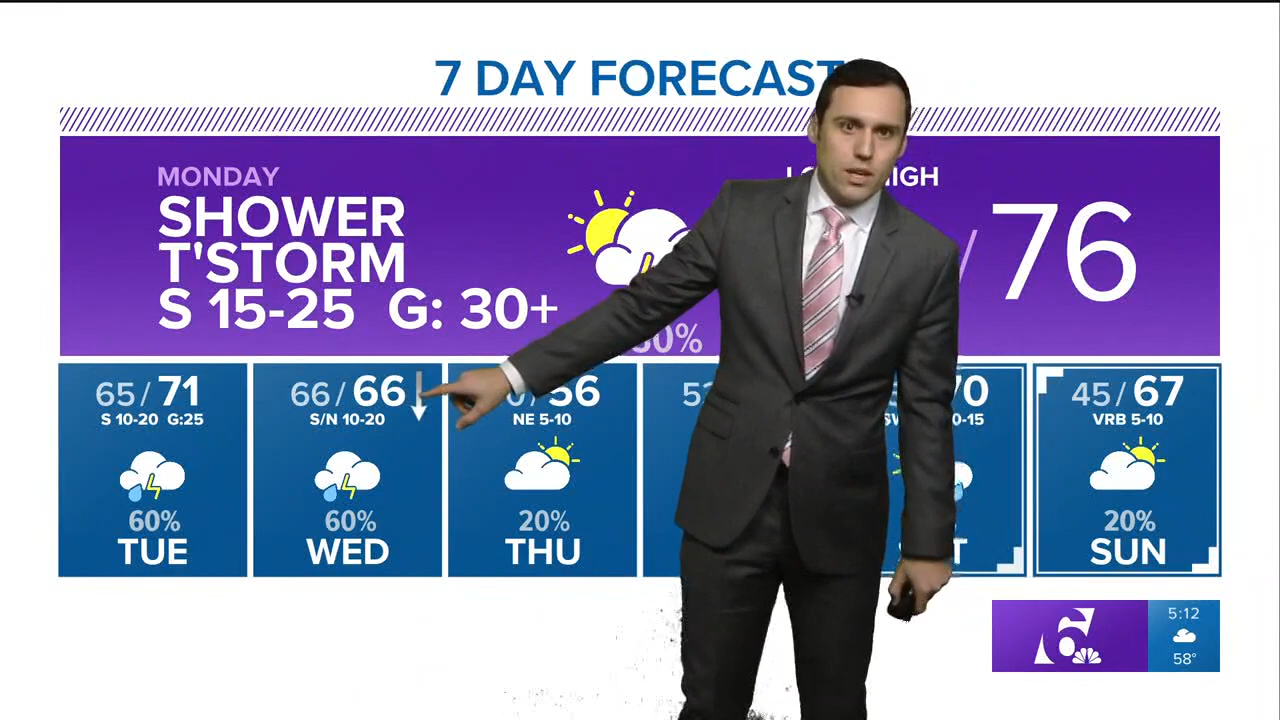 7 DAY FORECAST
MONDAY
SHOWER
T'STORM
S 15-25 G: 30+
HIGH
/ 76
65 / 71
S 10-20 G:25
60%
TUE
66 / 66
S/N 10-20
60%
WED
/ 56
NE 5-10
20%
THU
45 / 67
VRB 5-10
20%
SUN
6
5:12
58°